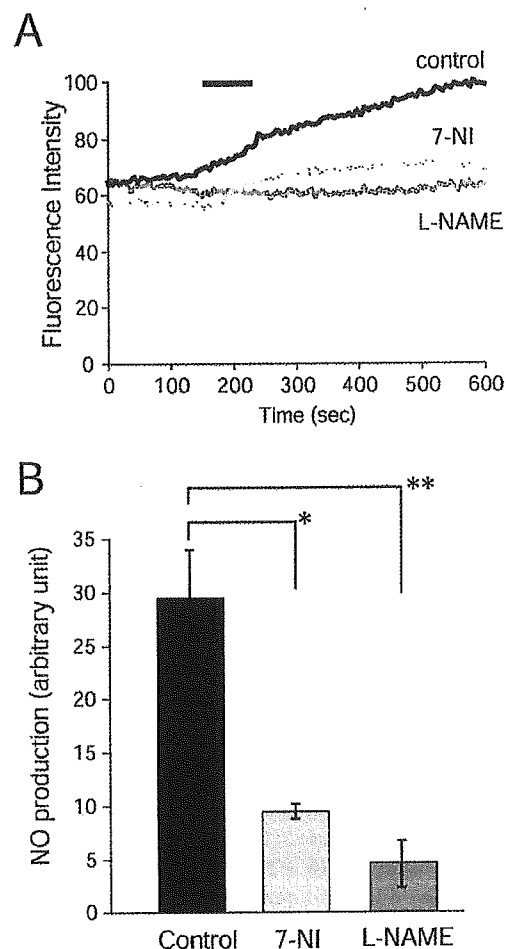 A
control
100
7-NI
80
60
L-NAME
40
20
0
Fluorescence Intensity
0 100 200 300 400 500 600
Time (sec)
B
**
*
35
30
25
20
15
10
5
0
NO production (arbitrary unit)
Control 7-NI L-NAME